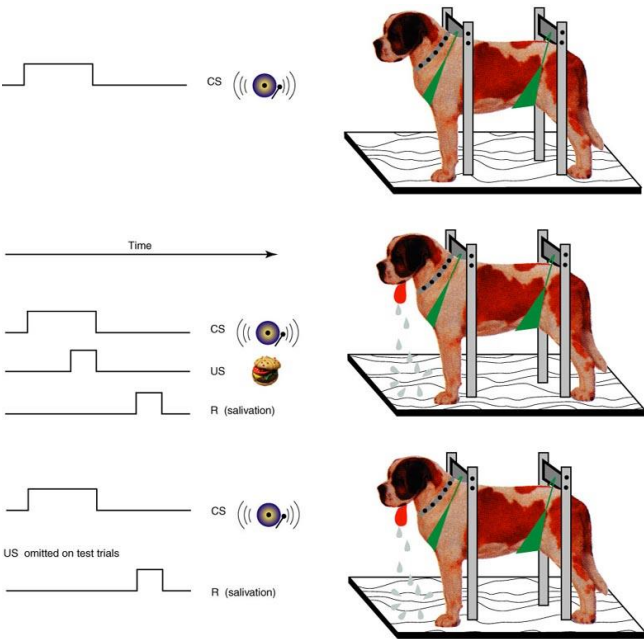 CS
Time
CS
US
R (salivation)
CS
US omitted on test trials
R (salivation)